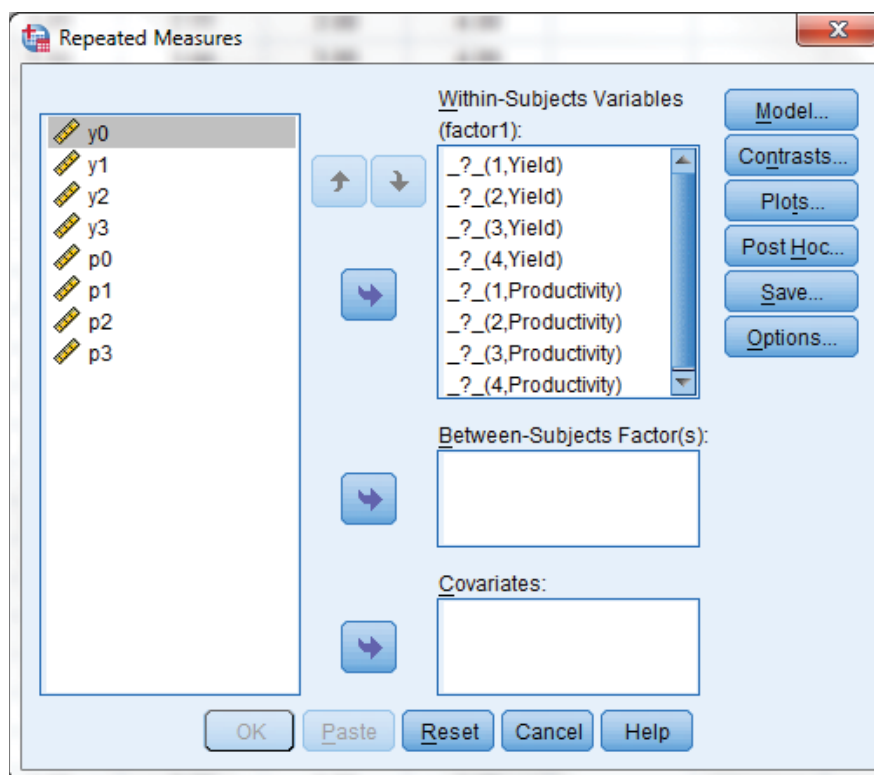 Repeated Measures
y0
y1
y2
y3
p0
p1
p2
p3
Within-Subjects Variables
(factor1):
_?_(1,Yield)
_?_(2,Yield)
_?_(3,Yield)
_?_(4,Yield)
_?_(1,Productivity)
_?_(2,Productivity)
_?_(3,Productivity)
_?_(4,Productivity)
Between-Subjects Factor(s):
Covariates:
Model...
Contrasts...
Plots...
Post Hoc...
Save...
Options...
OK
Paste
Reset
Cancel
Help